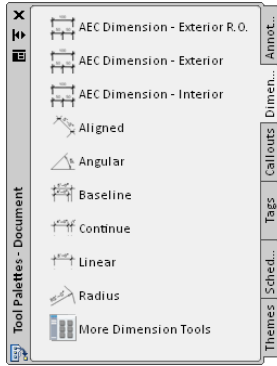 AEC Dimension - Exterior R.O.
AEC Dimension - Exterior
AEC Dimension - Interior
Aligned
Angular
Baseline
Continue
Linear
Radius
More Dimension Tools
Tool Palettes - Document
Annot...
Dimen...
Callouts
Tags
Sched...
Themes